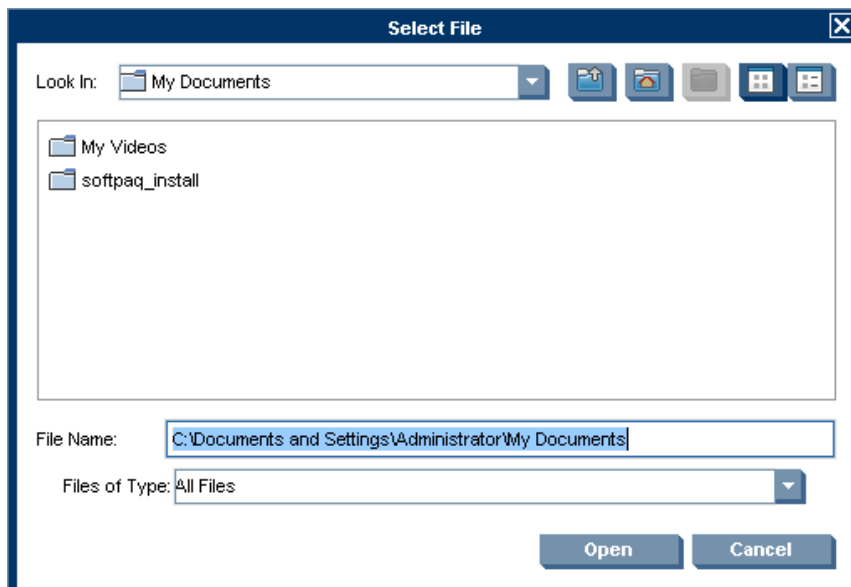 Select File
Look In: My Documents
My Videos
softpaq_install
File Name: C:\Documents and Settings\Administrator\My Documents
Files of Type: All Files
Open Cancel